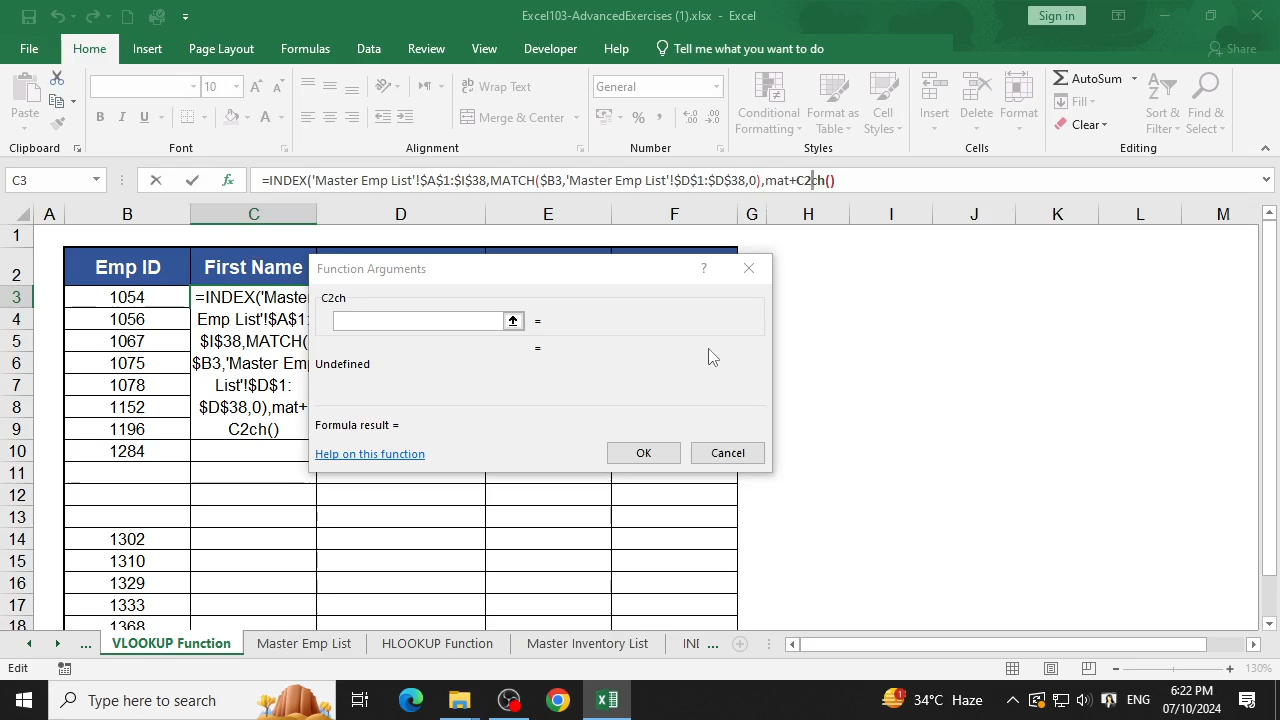 Excel103-AdvancedExercises (1).xlsx - Excel
Sign in
File Home Insert Page Layout Formulas Data Review View Developer Help Tell me what you want to do Share
Paste
10
Wrap Text
Merge & Center
General
Conditional Formatting
Format as Table
Cell Styles
Insert
Delete
Format
AutoSum
Fill
Clear
Sort & Filter
Find & Select
Clipboard Font Alignment Number Styles Cells Editing
C3
=INDEX('Master Emp List'!$A$1:$I$38,MATCH($B3,'Master Emp List'!$D$1:$D$38,0),mat+C2ch()
A B C D E F G H I J K L M
1
2 Emp ID First Name
3 1054 =INDEX('Maste
4 1056 Emp List'!$A$1:
5 1067 $I$38,MATCH(
6 1075 $B3,'Master Em
7 1078 List'!$D$1:
8 1152 $D$38,0),mat+
9 1196 C2ch()
10 1284
11
12
13
14 1302
15 1310
16 1329
17 1333
18 1368
Function Arguments
C2ch
=
=
Undefined
Formula result =
Help on this function
OK
Cancel
... VLOOKUP Function Master Emp List HLOOKUP Function Master Inventory List INI ...
Edit
130%
Type here to search
1
34°C Haze
ENG
6:22 PM
07/10/2024